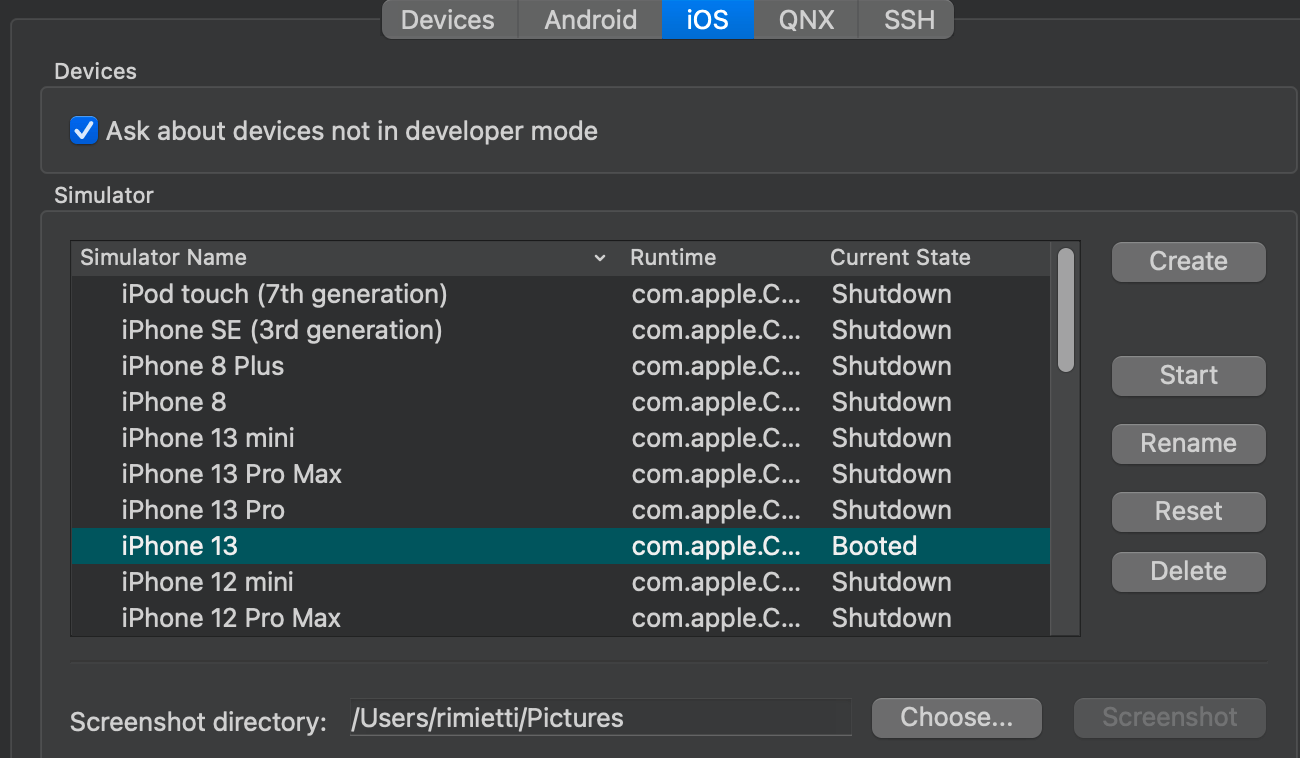 Devices Android iOS QNX SSH
Devices
Ask about devices not in developer mode
Simulator
Simulator Name Runtime Current State
Create
iPod touch (7th generation) com.apple.C... Shutdown
iPhone SE (3rd generation) com.apple.C... Shutdown
iPhone 8 Plus com.apple.C... Shutdown
Start
iPhone 8 com.apple.C... Shutdown
iPhone 13 mini com.apple.C... Shutdown
Rename
iPhone 13 Pro Max com.apple.C... Shutdown
iPhone 13 Pro com.apple.C... Shutdown
Reset
iPhone 13 com.apple.C... Booted
iPhone 12 mini com.apple.C... Shutdown
Delete
iPhone 12 Pro Max com.apple.C... Shutdown
Screenshot directory: /Users/rimietti/Pictures Choose... Screenshot